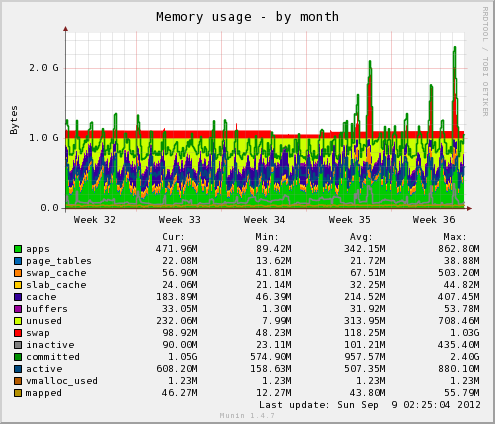 Memory usage - by month
RRDTOOL / TOBI OETIKER
Bytes
2.0 G
1.0 G
0.0
Week 32 Week 33 Week 34 Week 35 Week 36
Cur: Min: Avg: Max:
apps 471.96M 89.42M 342.15M 862.80M
page_tables 22.08M 13.62M 21.72M 38.88M
swap_cache 56.90M 41.81M 67.51M 503.20M
slab_cache 24.06M 21.14M 32.25M 44.82M
cache 183.89M 46.39M 214.52M 407.45M
buffers 33.05M 1.30M 31.92M 53.78M
unused 232.06M 7.99M 313.95M 708.46M
swap 98.92M 48.23M 118.25M 1.03G
inactive 90.00M 23.11M 101.21M 435.40M
committed 1.05G 574.90M 957.57M 2.40G
active 608.20M 158.63M 507.35M 880.10M
vmalloc_used 1.23M 1.23M 1.23M 1.23M
mapped 46.27M 12.27M 43.80M 55.79M
Last update: Sun Sep 9 02:25:04 2012
Munin 1.4.7